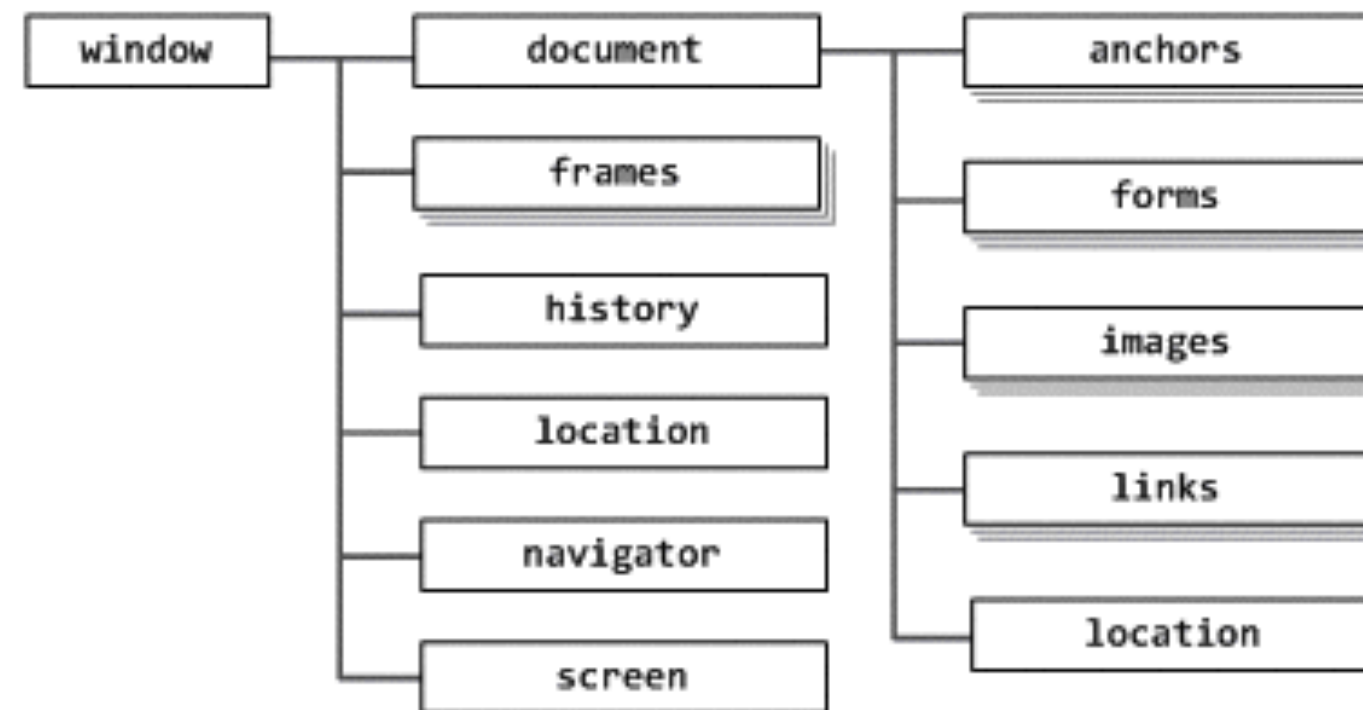 window
document
anchors
frames
forms
history
images
location
links
navigator
location
screen